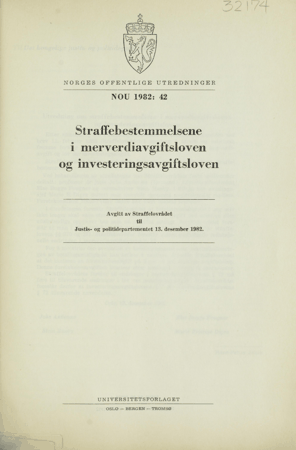 32174
NORGES OFFENTLIGE UTREDNINGER
NOU 1982: 42
Straffebestemmelsene
i merverdiavgiftsloven
og investeringsavgiftsloven
Avgitt av Straffelovrådet
til
Justis- og politidepartementet 13. desember 1982.
UNIVERSITETSFORLAGET
OSLO – BERGEN – TROMSØ